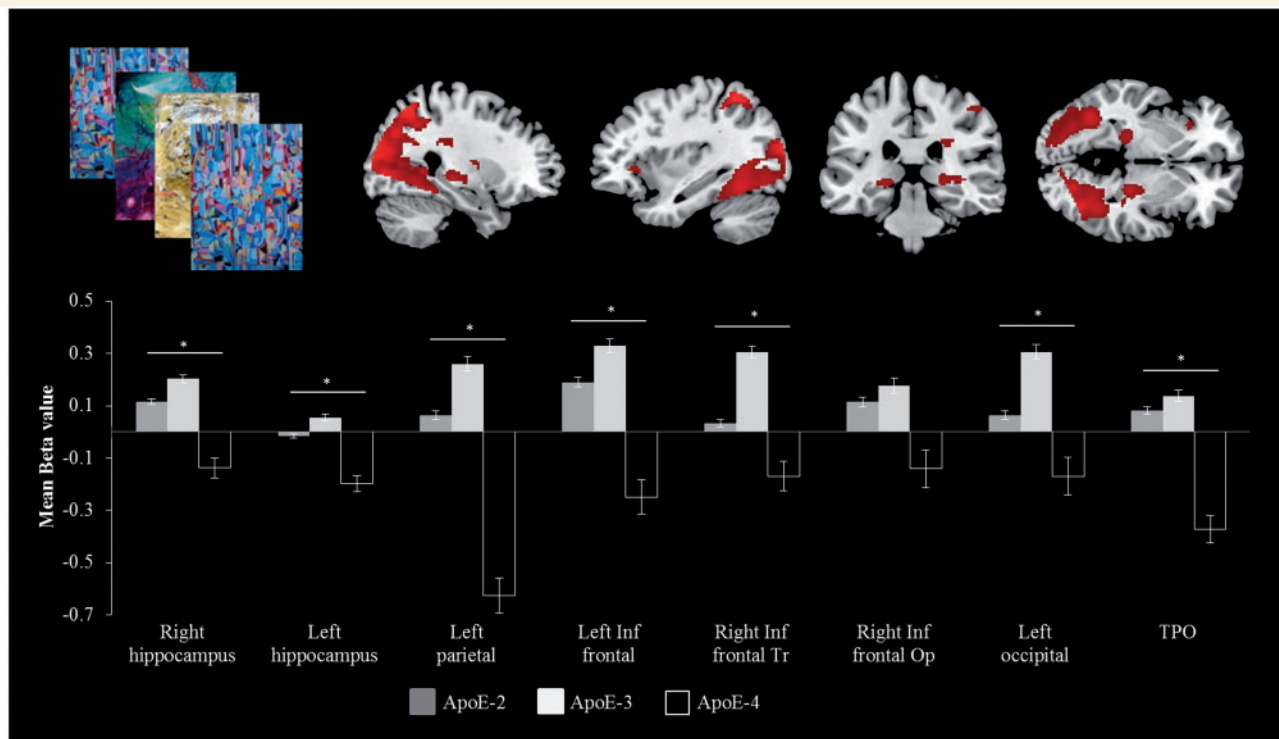 0.5
0.3
0.1
-0.1
-0.3
-0.5
-0.7
Mean Beta value
*
*
*
*
*
*
*
Right
hippocampus
Left
hippocampus
Left
parietal
Left Inf
frontal
Right Inf
frontal Tr
Right Inf
frontal Op
Left
occipital
TPO
ApoE-2
ApoE-3
ApoE-4